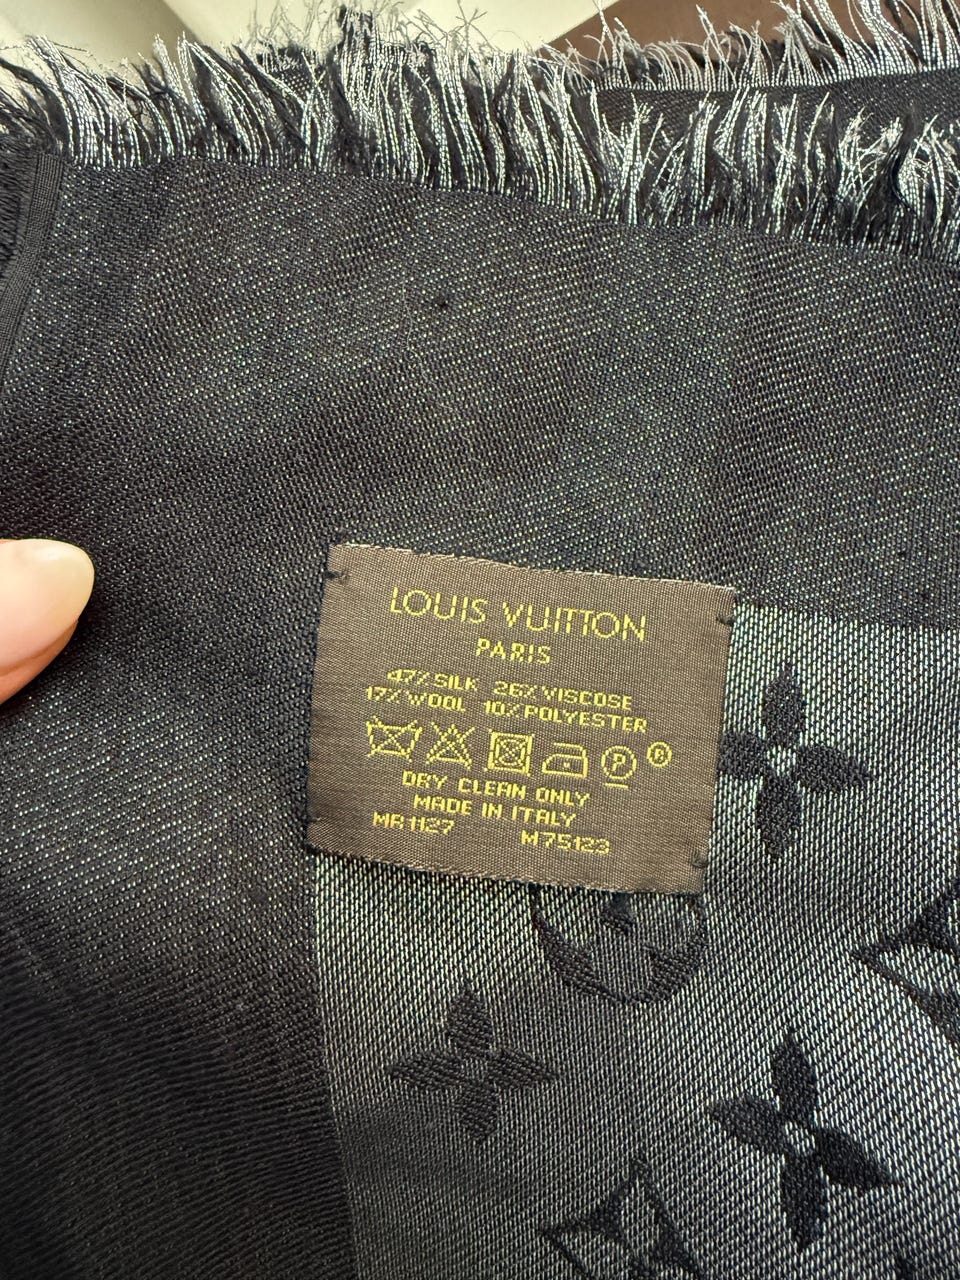 LOUIS VUITTON
PARIS
47% SILK 26% VISCOSE
17% WOOL 10% POLYESTER
P ®
DRY CLEAN ONLY
MADE IN ITALY
MR1127 M75123